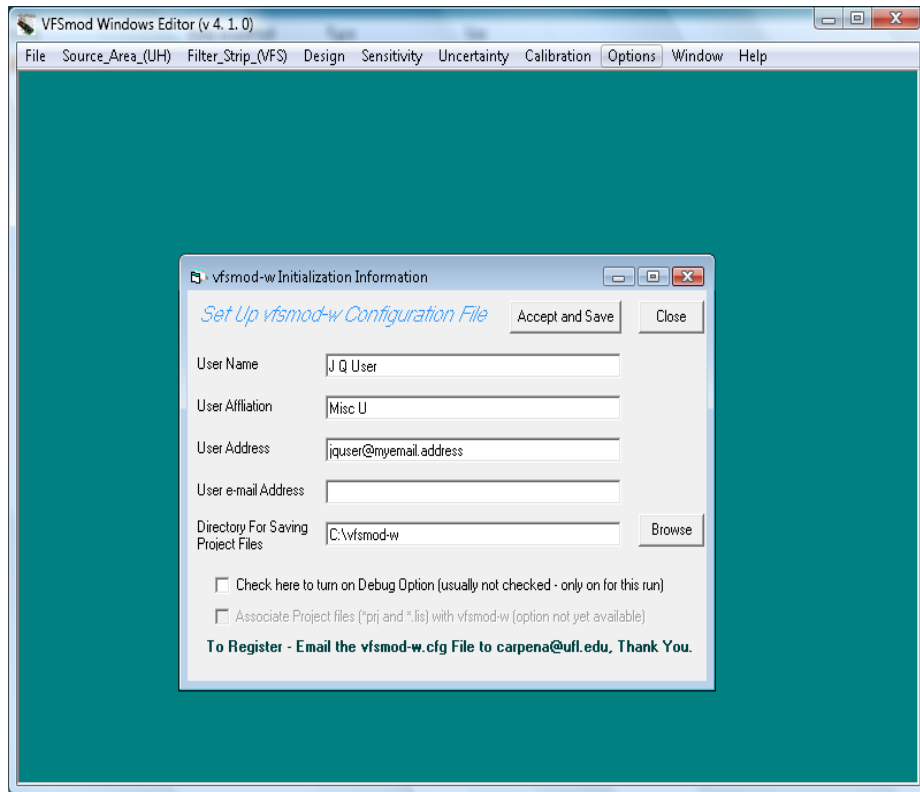 VFSmod Windows Editor (v 4. 1. 0)
File Source_Area_(UH) Filter_Strip_(VFS) Design Sensitivity Uncertainty Calibration Options Window Help
vfsmod-w Initialization Information
Set Up vfsmod-w Configuration File Accept and Save Close
User Name J Q User
User Affliation Misc U
User Address jquser@myemail.address
User e-mail Address
Directory For Saving Project Files C:\vfsmod-w Browse
Check here to turn on Debug Option (usually not checked - only on for this run)
Associate Project files (*prj and *.lis) with vfsmod-w (option not yet available)
To Register - Email the vfsmod-w.cfg File to carpena@ufl.edu, Thank You.